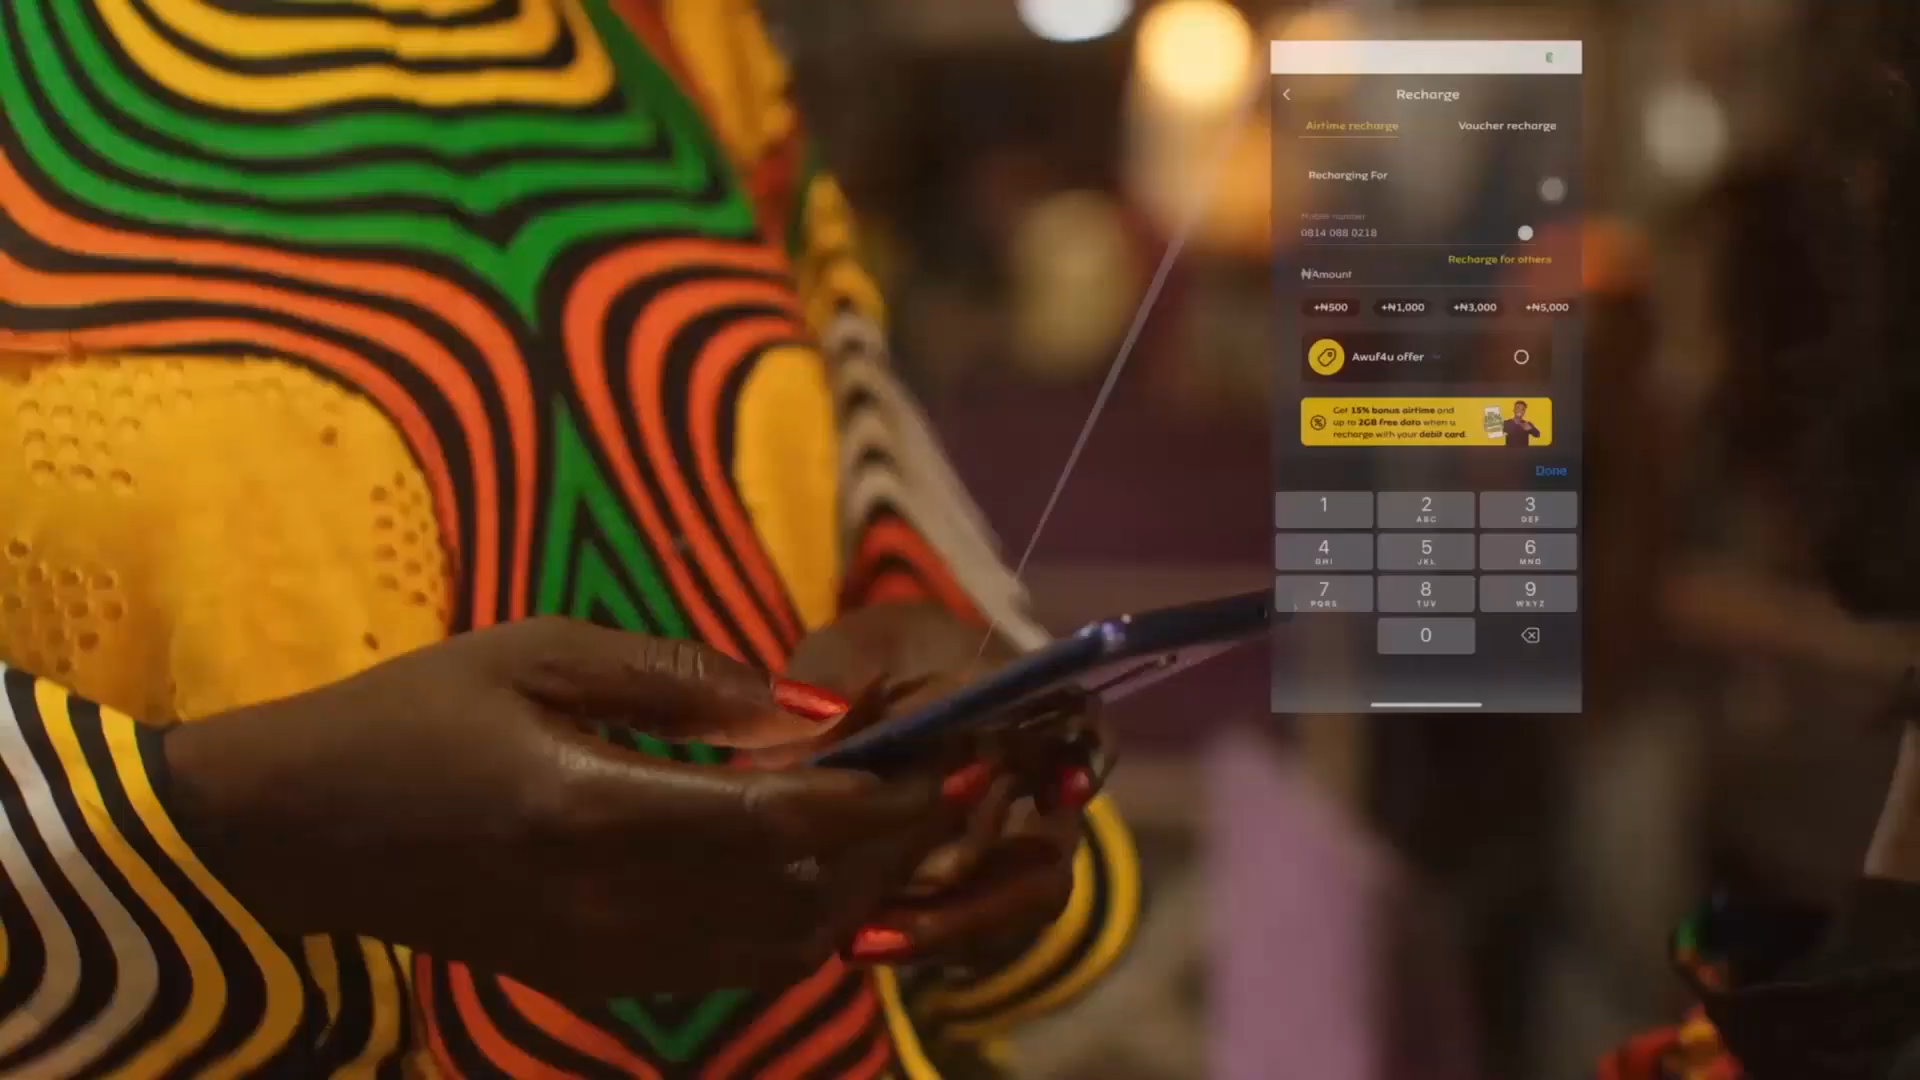 Recharge
Airtime recharge Voucher recharge
Recharging For
Mobile number
0814 088 0218
Recharge for others
₦Amount
+₦500 +₦1,000 +₦3,000 +₦5,000
Awuf4u offer
Get 15% bonus airtime and
up to 2GB free data when u
recharge with your debit card.
Done
1 2 3
ABC DEF
4 5 6
GHI JKL MNO
7 8 9
PQRS TUV WXYZ
0